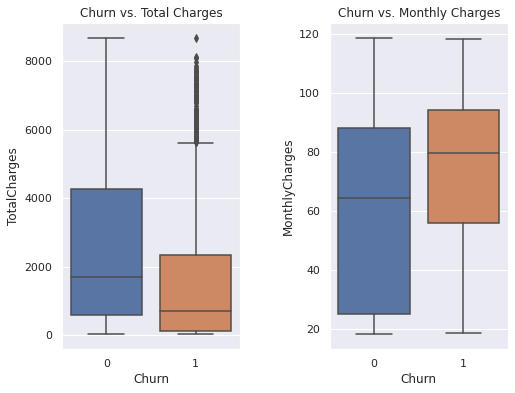 Churn vs. Total Charges
8000
6000
4000
2000
0
TotalCharges
0
1
Churn
Churn vs. Monthly Charges
120
100
80
60
40
20
MonthlyCharges
0
1
Churn